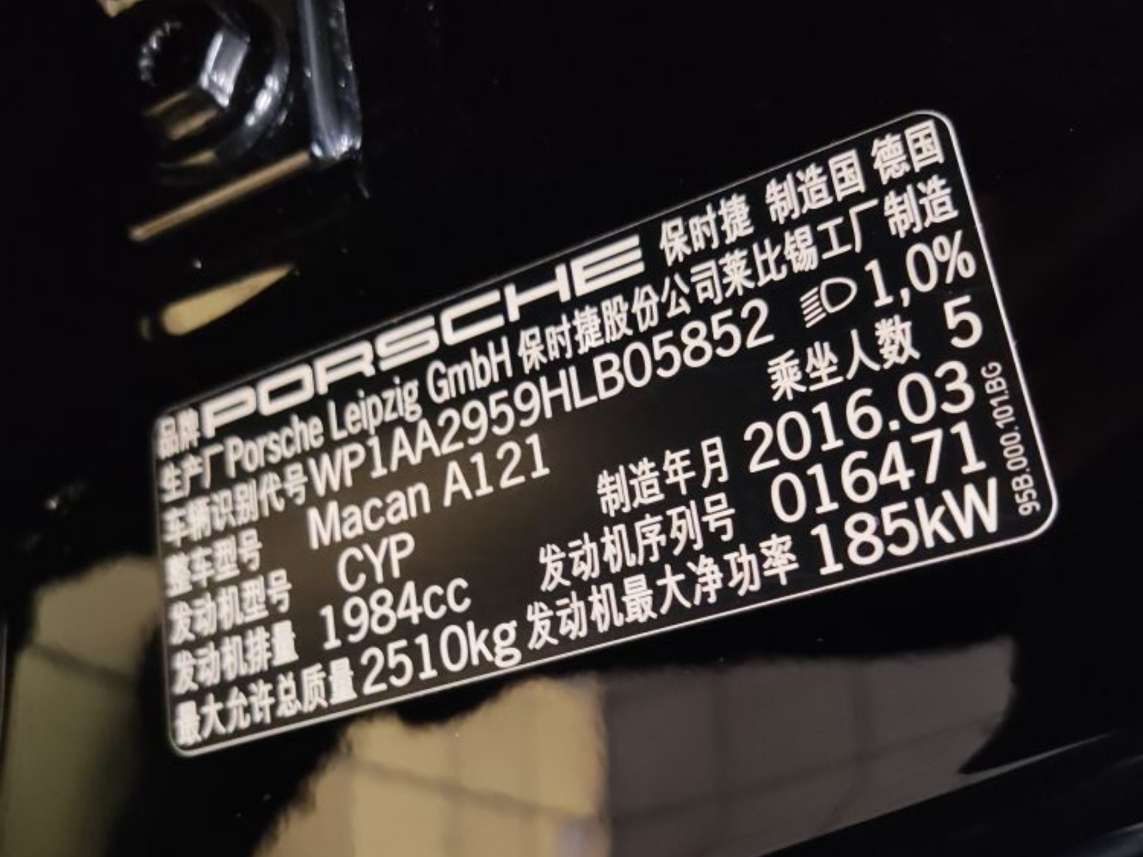 品牌 PORSCHE 保时捷 制造国 德国
生产厂 Porsche Leipzig GmbH 保时捷股份公司莱比锡工厂制造
车辆识别代号 WP1AA2959HLB05852 1,0%
整车型号 Macan A121 乘坐人数 5
发动机型号 CYP 制造年月 2016.03
发动机排量 1984cc 发动机序列号 016471
最大允许总质量 2510kg 发动机最大净功率 185kW
95B.000.101.BG